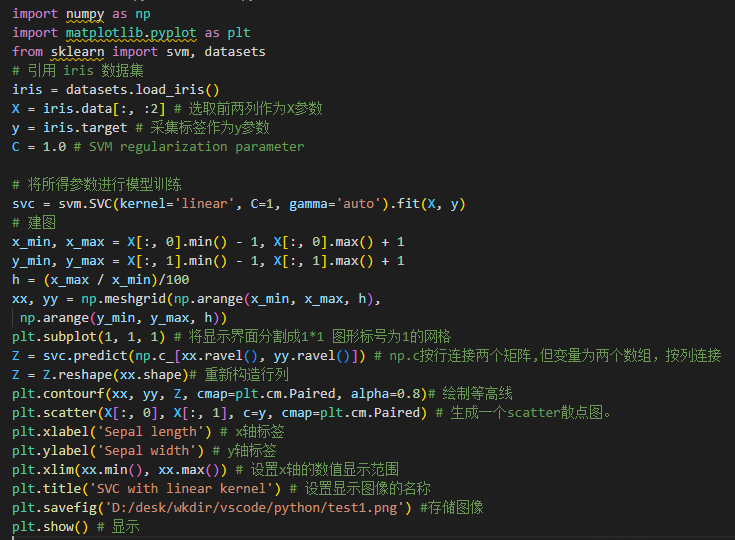 import numpy as np
import matplotlib.pyplot as plt
from sklearn import svm, datasets
# 引用 iris 数据集
iris = datasets.load_iris()
X = iris.data[:, :2] # 选取前两列作为X参数
y = iris.target # 采集标签作为y参数
C = 1.0 # SVM regularization parameter
# 将所得参数进行模型训练
svc = svm.SVC(kernel='linear', C=1, gamma='auto').fit(X, y)
# 建图
x_min, x_max = X[:, 0].min() - 1, X[:, 0].max() + 1
y_min, y_max = X[:, 1].min() - 1, X[:, 1].max() + 1
h = (x_max / x_min)/100
xx, yy = np.meshgrid(np.arange(x_min, x_max, h),
np.arange(y_min, y_max, h))
plt.subplot(1, 1, 1) # 将显示界面分割成1*1 图形标号为1的网格
Z = svc.predict(np.c_[xx.ravel(), yy.ravel()]) # np.c按行连接两个矩阵,但变量为两个数组，按列连接
Z = Z.reshape(xx.shape)# 重新构造行列
plt.contourf(xx, yy, Z, cmap=plt.cm.Paired, alpha=0.8)# 绘制等高线
plt.scatter(X[:, 0], X[:, 1], c=y, cmap=plt.cm.Paired) # 生成一个scatter散点图。
plt.xlabel('Sepal length') # x轴标签
plt.ylabel('Sepal width') # y轴标签
plt.xlim(xx.min(), xx.max()) # 设置x轴的数值显示范围
plt.title('SVC with linear kernel') # 设置显示图像的名称
plt.savefig('D:/desk/wkdir/vscode/python/test1.png') #存储图像
plt.show() # 显示